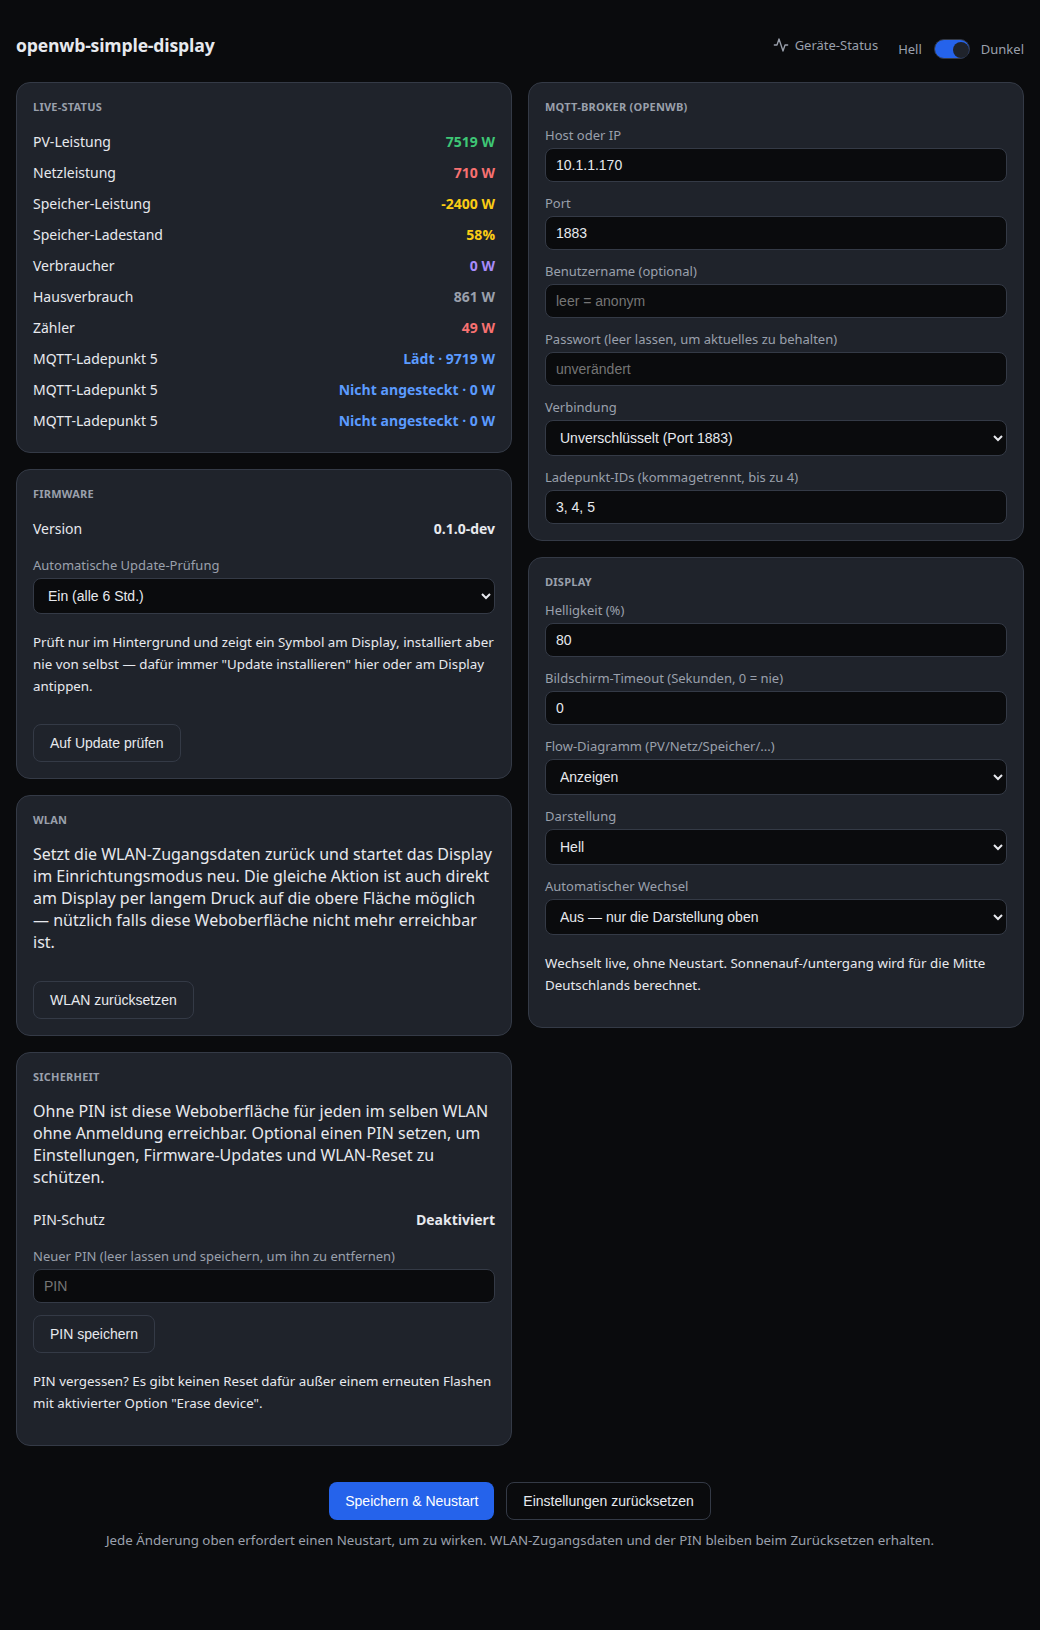 openwb-simple-display
Geräte-Status
Hell
Dunkel
LIVE-STATUS
PV-Leistung 7519 W
Netzleistung 710 W
Speicher-Leistung -2400 W
Speicher-Ladestand 58%
Verbraucher 0 W
Hausverbrauch 861 W
Zähler 49 W
MQTT-Ladepunkt 5 Lädt · 9719 W
MQTT-Ladepunkt 5 Nicht angesteckt · 0 W
MQTT-Ladepunkt 5 Nicht angesteckt · 0 W
FIRMWARE
Version 0.1.0-dev
Automatische Update-Prüfung
Ein (alle 6 Std.)
Prüft nur im Hintergrund und zeigt ein Symbol am Display, installiert aber
nie von selbst — dafür immer "Update installieren" hier oder am Display
antippen.
Auf Update prüfen
WLAN
Setzt die WLAN-Zugangsdaten zurück und startet das Display
im Einrichtungsmodus neu. Die gleiche Aktion ist auch direkt
am Display per langem Druck auf die obere Fläche möglich
— nützlich falls diese Weboberfläche nicht mehr erreichbar
ist.
WLAN zurücksetzen
SICHERHEIT
Ohne PIN ist diese Weboberfläche für jeden im selben WLAN
ohne Anmeldung erreichbar. Optional einen PIN setzen, um
Einstellungen, Firmware-Updates und WLAN-Reset zu
schützen.
PIN-Schutz Deaktiviert
Neuer PIN (leer lassen und speichern, um ihn zu entfernen)
PIN
PIN speichern
PIN vergessen? Es gibt keinen Reset dafür außer einem erneuten Flashen
mit aktivierter Option "Erase device".
MQTT-BROKER (OPENWB)
Host oder IP
10.1.1.170
Port
1883
Benutzername (optional)
leer = anonym
Passwort (leer lassen, um aktuelles zu behalten)
unverändert
Verbindung
Unverschlüsselt (Port 1883)
Ladepunkt-IDs (kommagetrennt, bis zu 4)
3, 4, 5
DISPLAY
Helligkeit (%)
80
Bildschirm-Timeout (Sekunden, 0 = nie)
0
Flow-Diagramm (PV/Netz/Speicher/...)
Anzeigen
Darstellung
Hell
Automatischer Wechsel
Aus — nur die Darstellung oben
Wechselt live, ohne Neustart. Sonnenauf-/untergang wird für die Mitte
Deutschlands berechnet.
Speichern & Neustart
Einstellungen zurücksetzen
Jede Änderung oben erfordert einen Neustart, um zu wirken. WLAN-Zugangsdaten und der PIN bleiben beim Zurücksetzen erhalten.